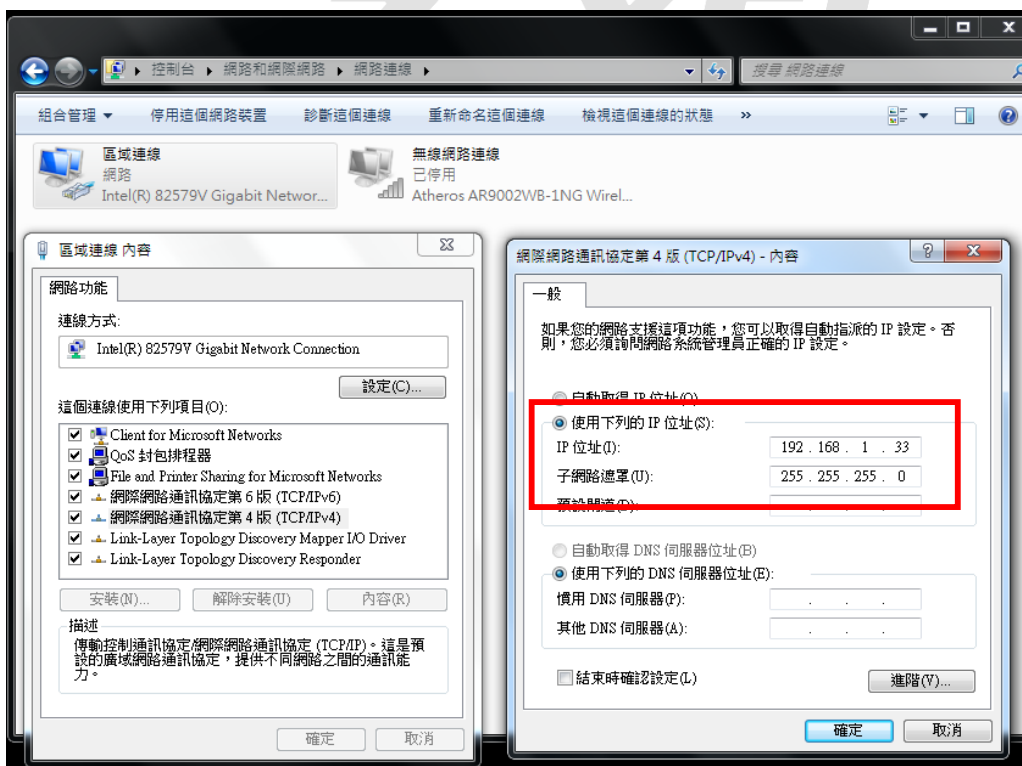 控制台 ▸ 網路和網際網路 ▸ 網路連線 ▸
搜尋 網路連線
組合管理 ▼ 停用這個網路裝置 診斷這個連線 重新命名這個連線 檢視這個連線的狀態 »
區域連線
網路
Intel(R) 82579V Gigabit Networ...
無線網路連線
已停用
Atheros AR9002WB-1NG Wirel...
區域連線 內容
網路功能
連線方式:
Intel(R) 82579V Gigabit Network Connection
設定(C)...
這個連線使用下列項目(O):
Client for Microsoft Networks
QoS 封包排程器
File and Printer Sharing for Microsoft Networks
網際網路通訊協定第 6 版 (TCP/IPv6)
網際網路通訊協定第 4 版 (TCP/IPv4)
Link-Layer Topology Discovery Mapper I/O Driver
Link-Layer Topology Discovery Responder
安裝(N)... 解除安裝(U) 內容(R)
描述
傳輸控制通訊協定/網際網路通訊協定 (TCP/IP)。這是預
設的廣域網路通訊協定，提供不同網路之間的通訊能
力。
確定 取消
網際網路通訊協定第 4 版 (TCP/IPv4) - 內容
一般
如果您的網路支援這項功能，您可以取得自動指派的 IP 設定。否
則，您必須詢問網路系統管理員正確的 IP 設定。
自動取得 IP 位址(O)
使用下列的 IP 位址(S):
IP 位址(I): 192 . 168 . 1 . 33
子網路遮罩(U): 255 . 255 . 255 . 0
預設閘道(D):
自動取得 DNS 伺服器位址(B)
使用下列的 DNS 伺服器位址(E):
慣用 DNS 伺服器(P):
其他 DNS 伺服器(A):
結束時確認設定(L)
進階(V)...
確定 取消